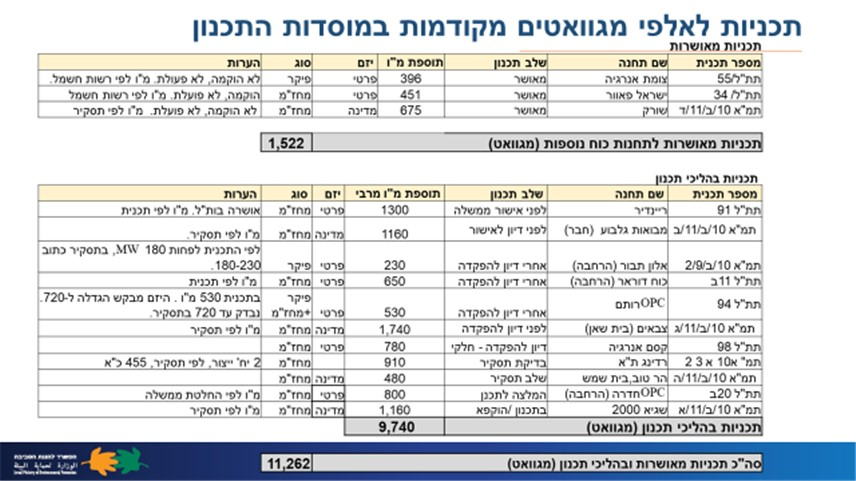 תכניות לאלפי מגוואטים מקודמות במוסדות התכנון
תכניות מאושרות
מספר תכנית שם תחנה שלב תכנון תוספת מ"ו יזם סוג הערות
תת"ל/55 צומת אנרגיה מאושר 396 פרטי פיקר לא הוקמה, לא פעולת. מ"ו לפי רשות חשמל.
תת"ל/ 34 ישראל פאוור מאושר 451 פרטי מחז"מ הוקמה, לא פועלת. מ"ו לפי רשות חשמל
תמ"א 10/ב/11/ד שורק מאושר 675 מדינה מחז"מ לא הוקמה, לא פועלת. מ"ו לפי תסקיר
תכניות מאושרות לתחנות כוח נוספות (מגוואט) 1,522
תכניות בהליכי תכנון
מספר תכנית שם תחנה שלב תכנון תוספת מ"ו מרבי יזם סוג הערות
תת"ל 91 ריינדיר לפני אישור ממשלה 1300 פרטי מחז"מ אושרה בות"ל. מ"ו לפי תכנית
תמ"א 10/ב/11/ב מבואות גלבוע (חבר) לפני דיון לאישור 1160 מדינה מחז"מ מ"ו לפי תסקיר.
תמ"א 10/ב/2/9 אלון תבור (הרחבה) אחרי דיון להפקדה 230 פרטי פיקר לפי התכנית לפחות 180 MW, בתסקיר כתוב
180-230.
תת"ל 11ב כוח דוראד (הרחבה) אחרי דיון להפקדה 650 פרטי מחז"מ מ"ו לפי תכנית
תת"ל 94 OPCרותם אחרי דיון להפקדה 530 פרטי פיקר
+מחז"מ בתכנית 530 מ"ו . היזם מבקש הגדלה ל-720.
נבדק עד 720 בתסקיר.
תמ"א 10/ב/11/ג צבאים (בית שאן) לפני דיון להפקדה 1,740 מדינה מחז"מ מ"ו לפי תסקיר
תת"ל 98 קסם אנרגיה דיון להפקדה - חלקי 780 פרטי מחז"מ
תמ"א 10 א 3 2 רדינג ת"א בדיקת תסקיר 910 מחז"מ 2 יח' ייצור, לפי תסקיר, 455 כ"א
תמ"א 10/ב/11/ה הר טוב,בית שמש שלב תסקיר 480 מדינה מחז"מ
תת"ל 20ב OPCחדרה (הרחבה) המלצה לתכנן 800 פרטי מחז"מ מ"ו לפי החלטת ממשלה
תמ"א 10/ב/11/א שגיא 2000 בתכנון /הוקפא 1,160 מדינה מחז"מ מ"ו לפי תסקיר
תכניות בהליכי תכנון (מגוואט) 9,740
סה"כ תכניות מאושרות ובהליכי תכנון (מגוואט) 11,262
המשרד להגנת הסביבה